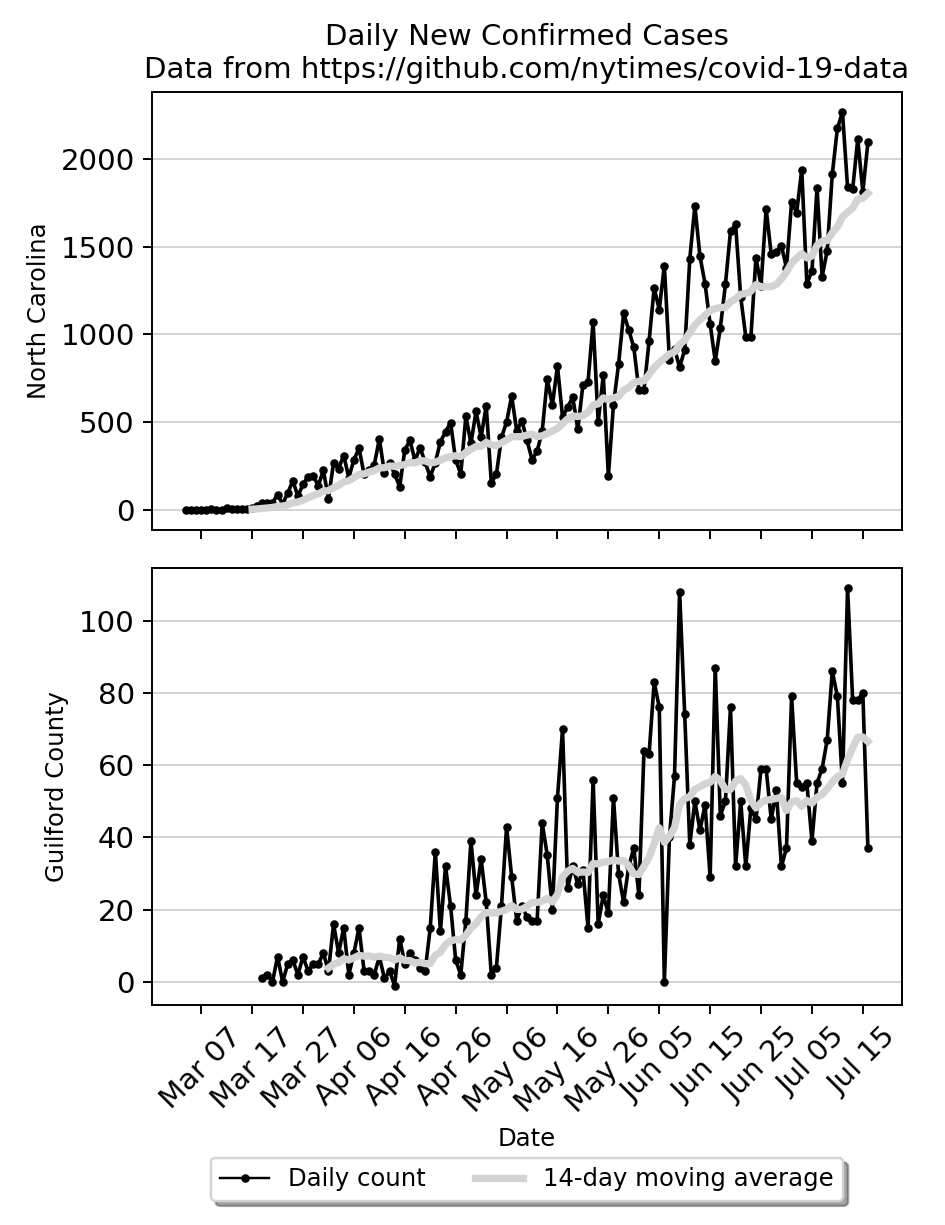 Daily New Confirmed Cases
Data from https://github.com/nytimes/covid-19-data
North Carolina
2000
1500
1000
500
0
Guilford County
100
80
60
40
20
0
Mar 07
Mar 17
Mar 27
Apr 06
Apr 16
Apr 26
May 06
May 16
May 26
Jun 05
Jun 15
Jun 25
Jul 05
Jul 15
Date
Daily count
14-day moving average